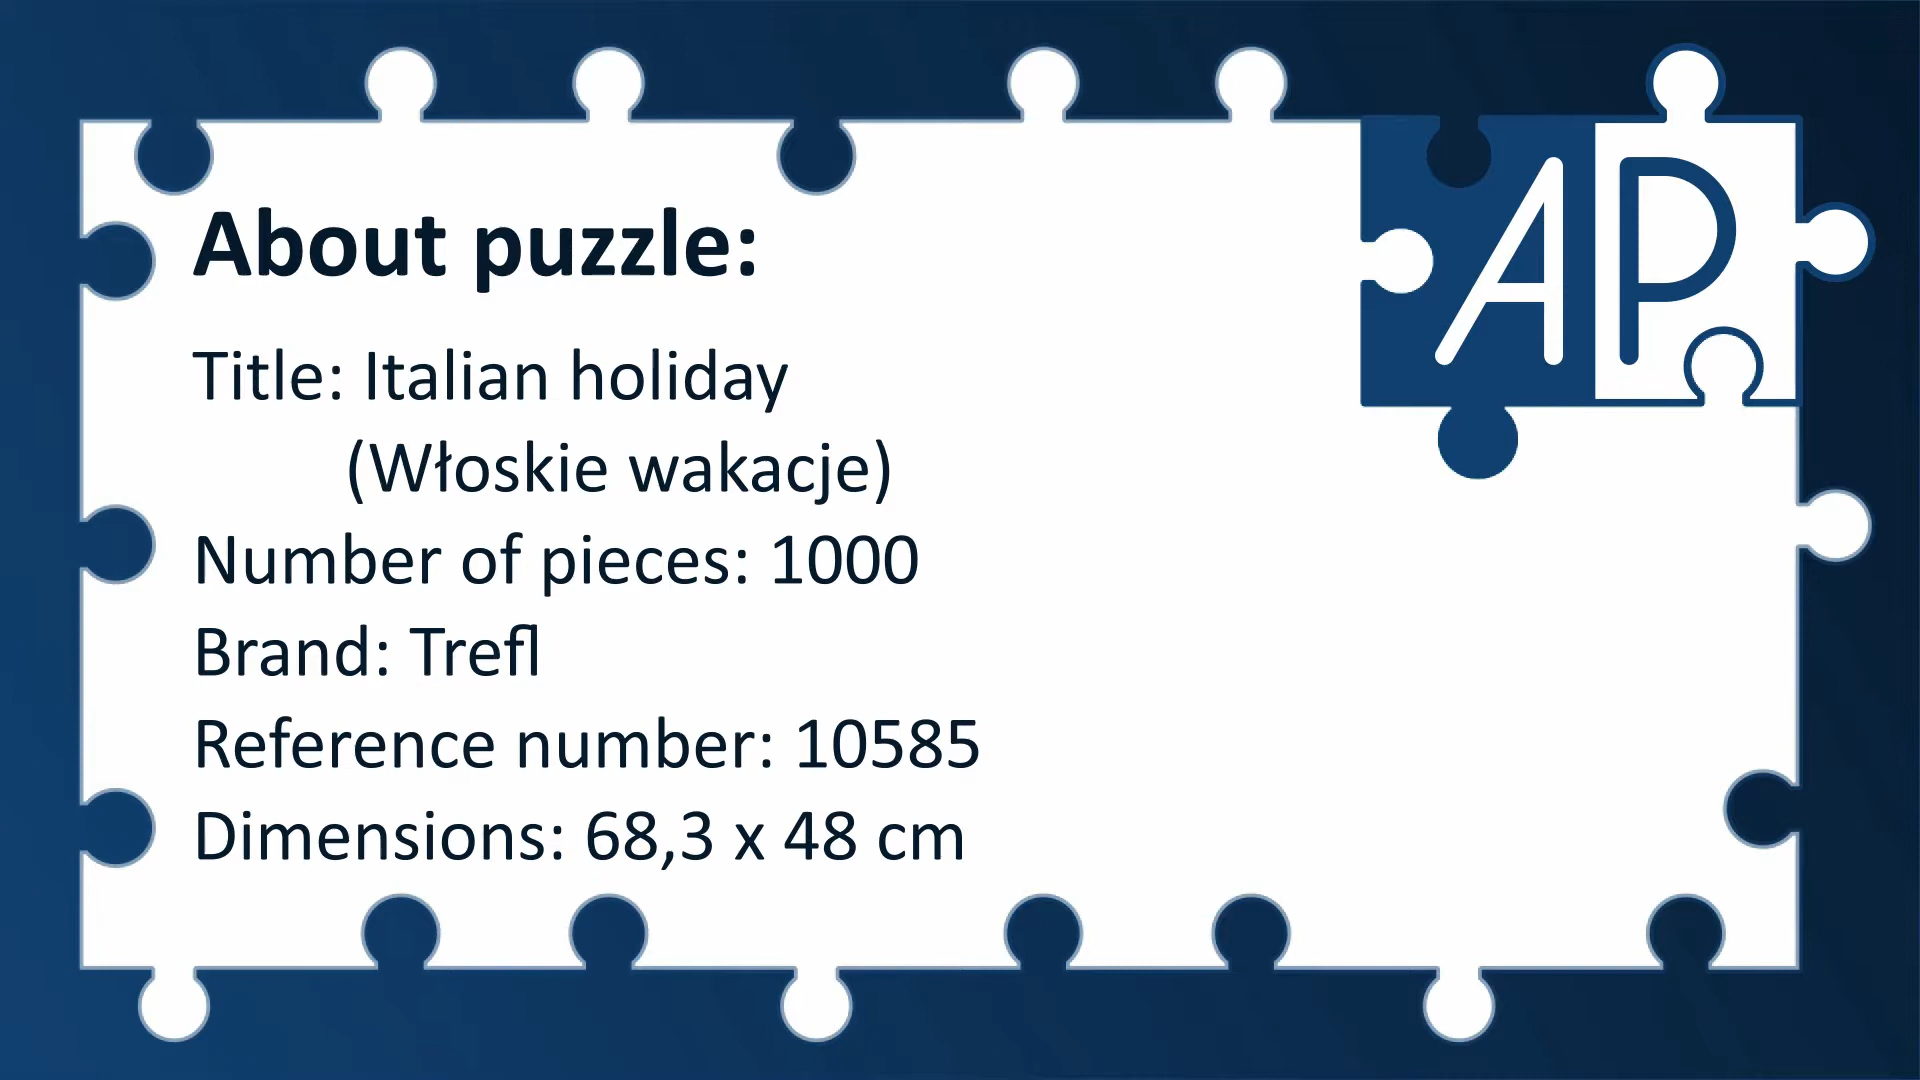 AP
About puzzle:
Title: Italian holiday
(Włoskie wakacje)
Number of pieces: 1000
Brand: Trefl
Reference number: 10585
Dimensions: 68,3 x 48 cm